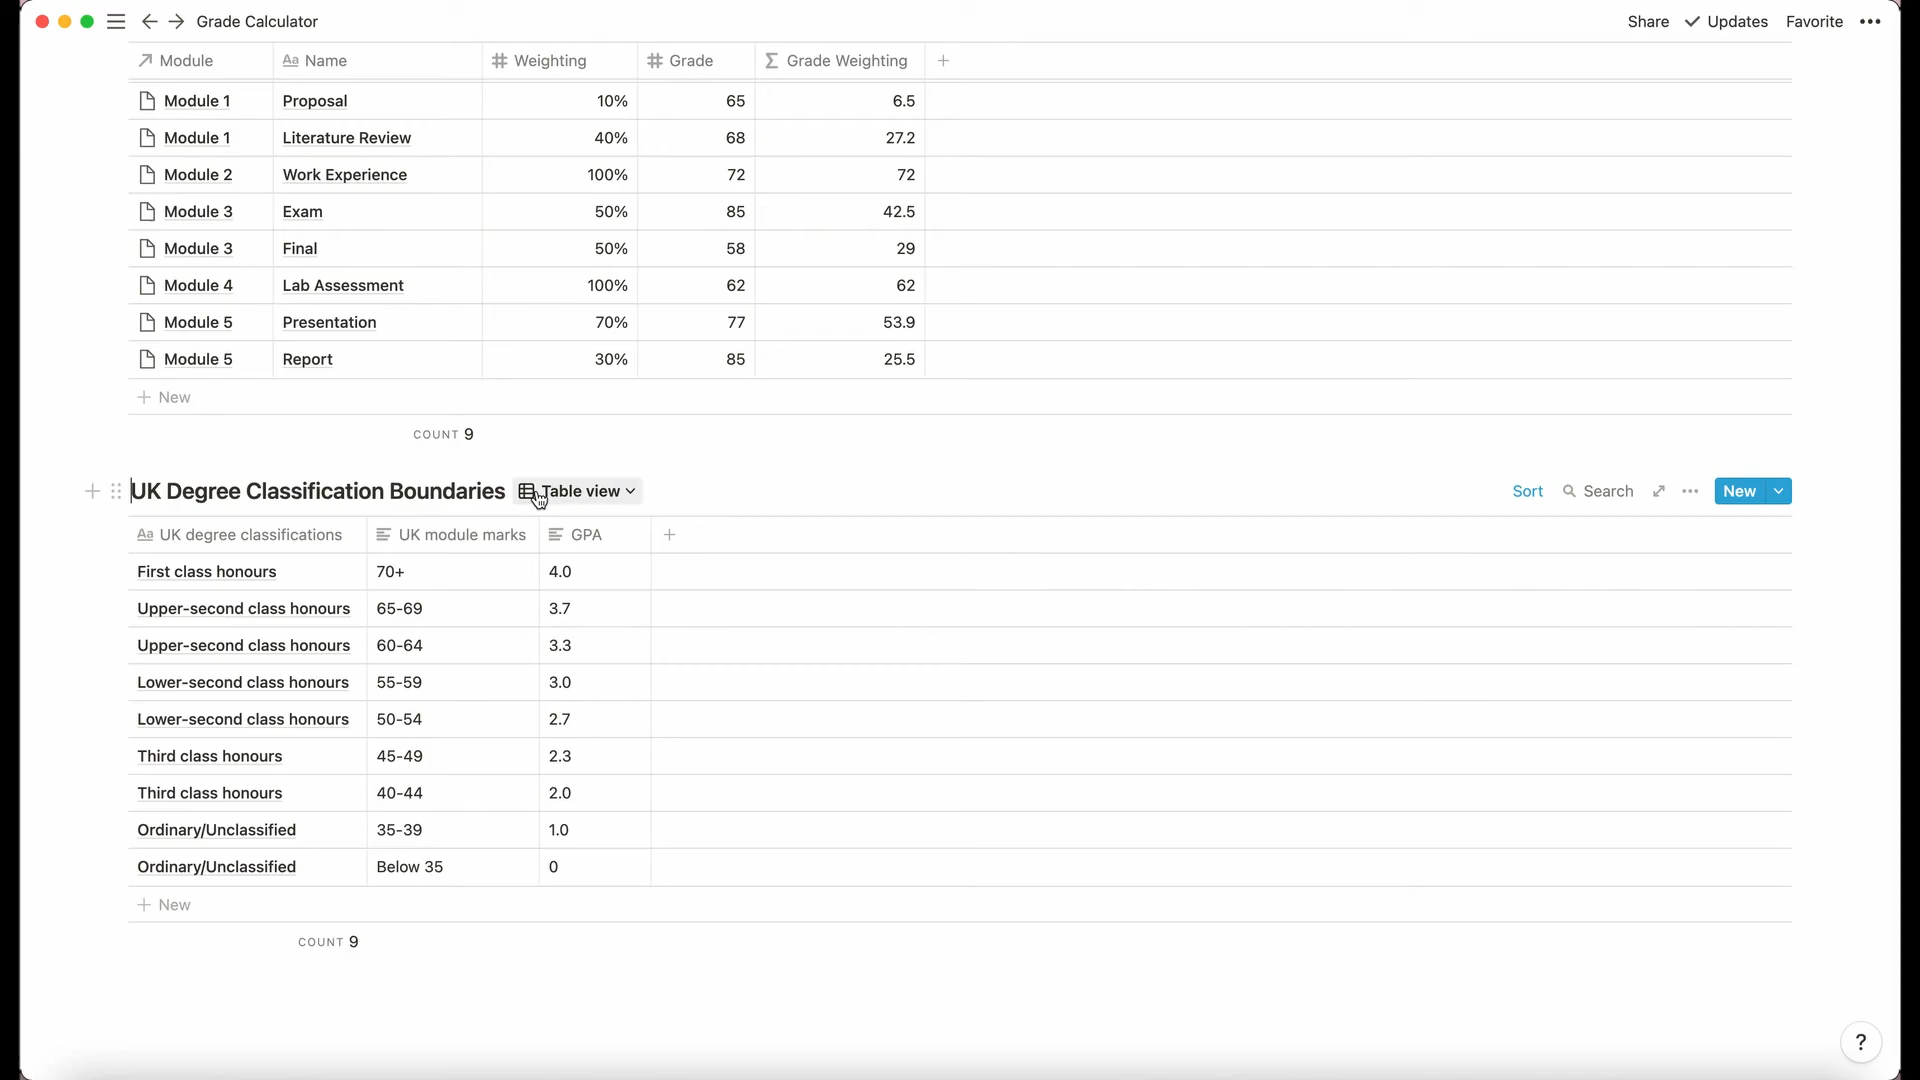 Grade Calculator Share Updates Favorite
Module Aa Name Weighting Grade Σ Grade Weighting
Module 1 Proposal 10% 65 6.5
Module 1 Literature Review 40% 68 27.2
Module 2 Work Experience 100% 72 72
Module 3 Exam 50% 85 42.5
Module 3 Final 50% 58 29
Module 4 Lab Assessment 100% 62 62
Module 5 Presentation 70% 77 53.9
Module 5 Report 30% 85 25.5
+ New
COUNT 9
UK Degree Classification Boundaries Table view Sort Search New
Aa UK degree classifications UK module marks GPA
First class honours 70+ 4.0
Upper-second class honours 65-69 3.7
Upper-second class honours 60-64 3.3
Lower-second class honours 55-59 3.0
Lower-second class honours 50-54 2.7
Third class honours 45-49 2.3
Third class honours 40-44 2.0
Ordinary/Unclassified 35-39 1.0
Ordinary/Unclassified Below 35 0
+ New
COUNT 9
?